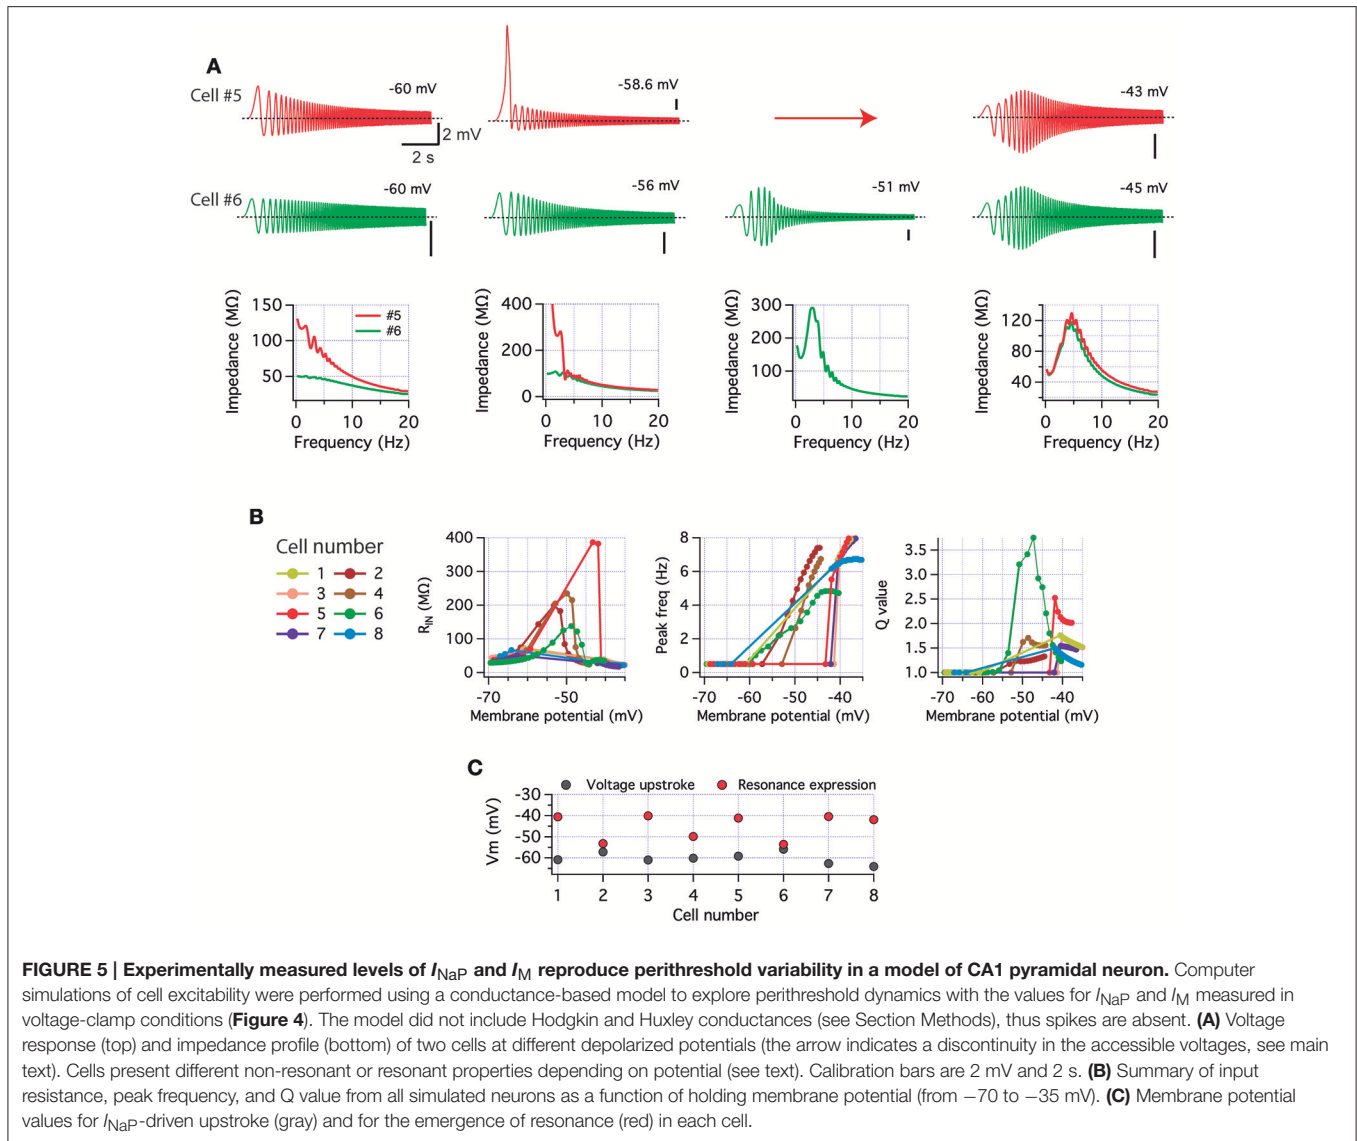 A
Cell #5
-60 mV
-58.6 mV
-43 mV
2 mV
2 s
Cell #6
-60 mV
-56 mV
-51 mV
-45 mV
Impedance (MΩ)
150
100
50
#5
#6
0 10 20
Frequency (Hz)
Impedance (MΩ)
400
200
0
0 10 20
Frequency (Hz)
Impedance (MΩ)
300
200
100
0 10 20
Frequency (Hz)
Impedance (MΩ)
120
80
40
0 10 20
Frequency (Hz)
B
Cell number
1 2
3 4
5 6
7 8
RIN (MΩ)
400
300
200
100
0
-70 -50
Membrane potential (mV)
Peak freq (Hz)
8
6
4
2
0
-70 -60 -50 -40
Membrane potential (mV)
Q value
3.5
3.0
2.5
2.0
1.5
1.0
-70 -60 -50 -40
Membrane potential (mV)
C
Voltage upstroke Resonance expression
Vm (mV)
-30
-40
-50
-60
1 2 3 4 5 6 7 8
Cell number
FIGURE 5 | Experimentally measured levels of INaP and IM reproduce perithreshold variability in a model of CA1 pyramidal neuron. Computer
simulations of cell excitability were performed using a conductance-based model to explore perithreshold dynamics with the values for INaP and IM measured in
voltage-clamp conditions (Figure 4). The model did not include Hodgkin and Huxley conductances (see Section Methods), thus spikes are absent. (A) Voltage
response (top) and impedance profile (bottom) of two cells at different depolarized potentials (the arrow indicates a discontinuity in the accessible voltages, see main
text). Cells present different non-resonant or resonant properties depending on potential (see text). Calibration bars are 2 mV and 2 s. (B) Summary of input
resistance, peak frequency, and Q value from all simulated neurons as a function of holding membrane potential (from −70 to −35 mV). (C) Membrane potential
values for INaP-driven upstroke (gray) and for the emergence of resonance (red) in each cell.